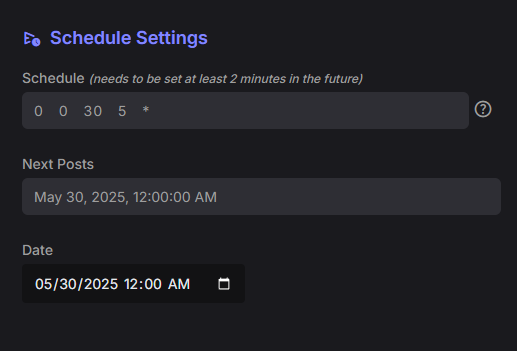 Schedule Settings
Schedule (needs to be set at least 2 minutes in the future)
0 0 30 5 *
Next Posts
May 30, 2025, 12:00:00 AM
Date
05/30/2025 12:00 AM